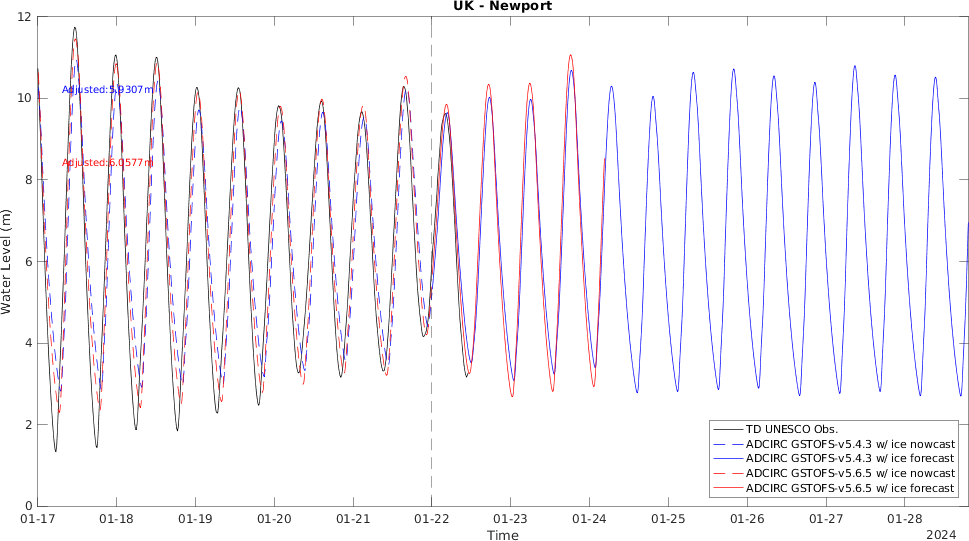 UK - Newport
12
10
8
6
4
2
0
Water Level (m)
Adjusted:5.9307m
Adjusted:6.0577m
TD UNESCO Obs.
ADCIRC GSTOFS-v5.4.3 w/ ice nowcast
ADCIRC GSTOFS-v5.4.3 w/ ice forecast
ADCIRC GSTOFS-v5.6.5 w/ ice nowcast
ADCIRC GSTOFS-v5.6.5 w/ ice forecast
01-17 01-18 01-19 01-20 01-21 01-22 01-23 01-24 01-25 01-26 01-27 01-28
Time
2024